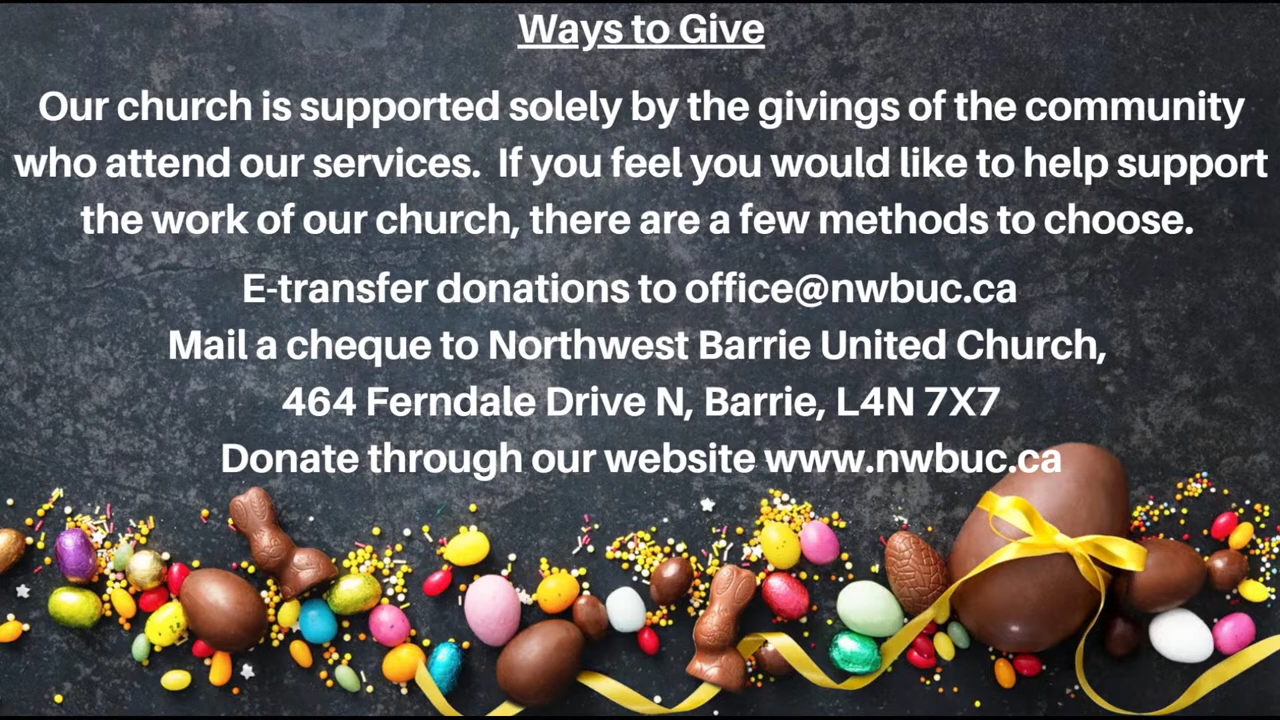 Ways to Give
Our church is supported solely by the givings of the community
who attend our services.  If you feel you would like to help support
the work of our church, there are a few methods to choose.
E-transfer donations to office@nwbuc.ca
Mail a cheque to Northwest Barrie United Church,
464 Ferndale Drive N, Barrie, L4N 7X7
Donate through our website www.nwbuc.ca